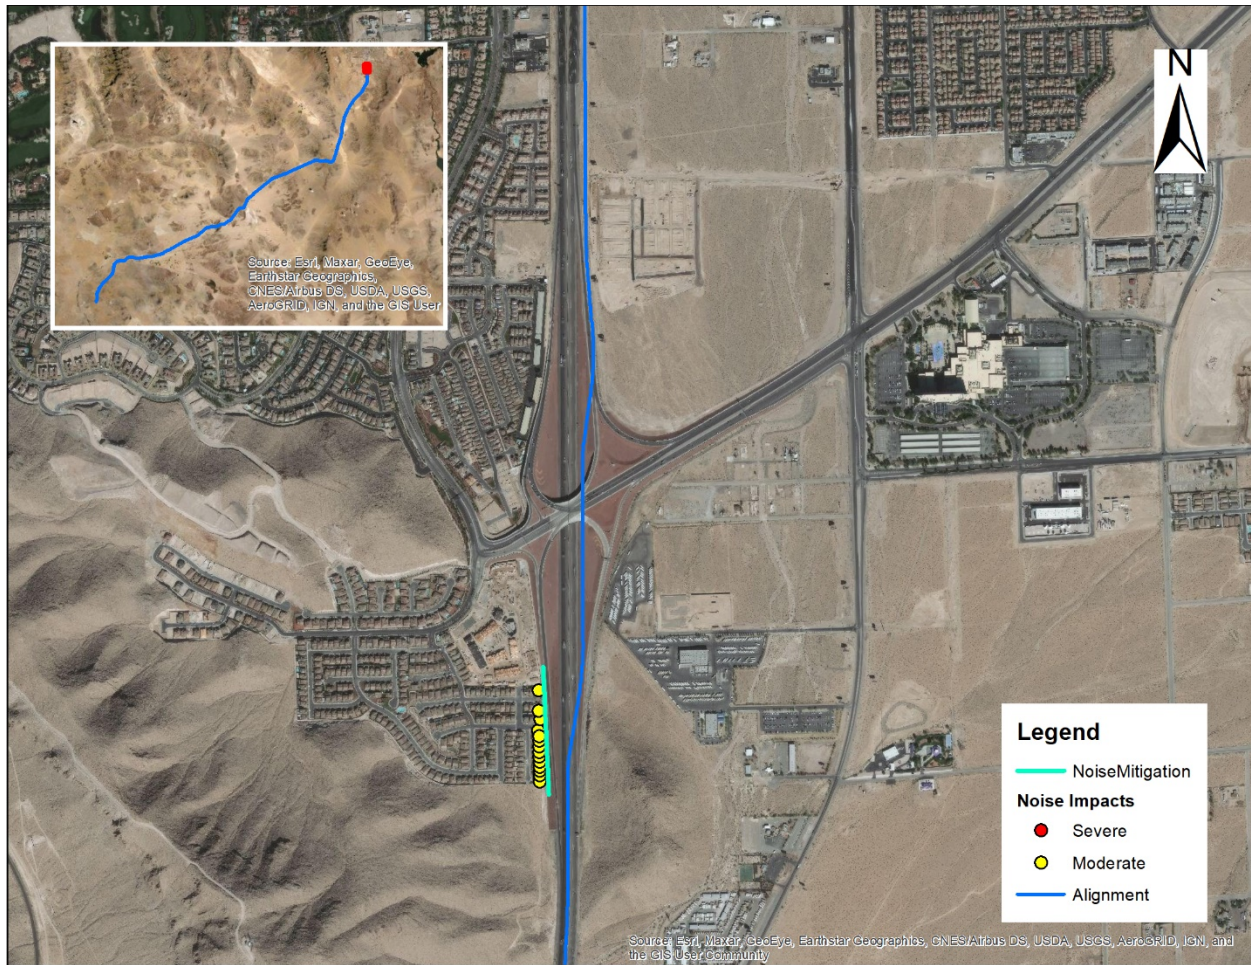 Source: Esri, Maxar, GeoEye,
Earthstar Geographics,
CNES/Airbus DS, USDA, USGS,
AeroGRID, IGN, and the GIS User
N
Legend
NoiseMitigation
Noise Impacts
Severe
Moderate
Alignment
Source: Esri, Maxar, GeoEye, Earthstar Geographics, CNES/Airbus DS, USDA, USGS, AeroGRID, IGN, and
the GIS User Community